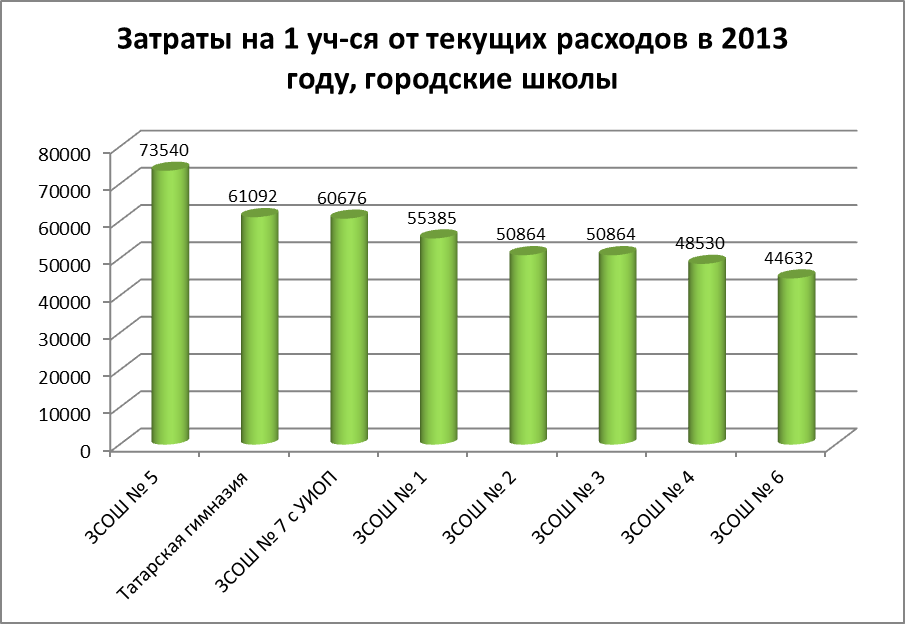 Затраты на 1 уч-ся от текущих расходов в 2013
году, городские школы
80000
70000
60000
50000
40000
30000
20000
10000
0
73540
61092
60676
55385
50864
50864
48530
44632
ЗСОШ № 5
Татарская гимназия
ЗСОШ № 7 с УИОП
ЗСОШ № 1
ЗСОШ № 2
ЗСОШ № 3
ЗСОШ № 4
ЗСОШ № 6